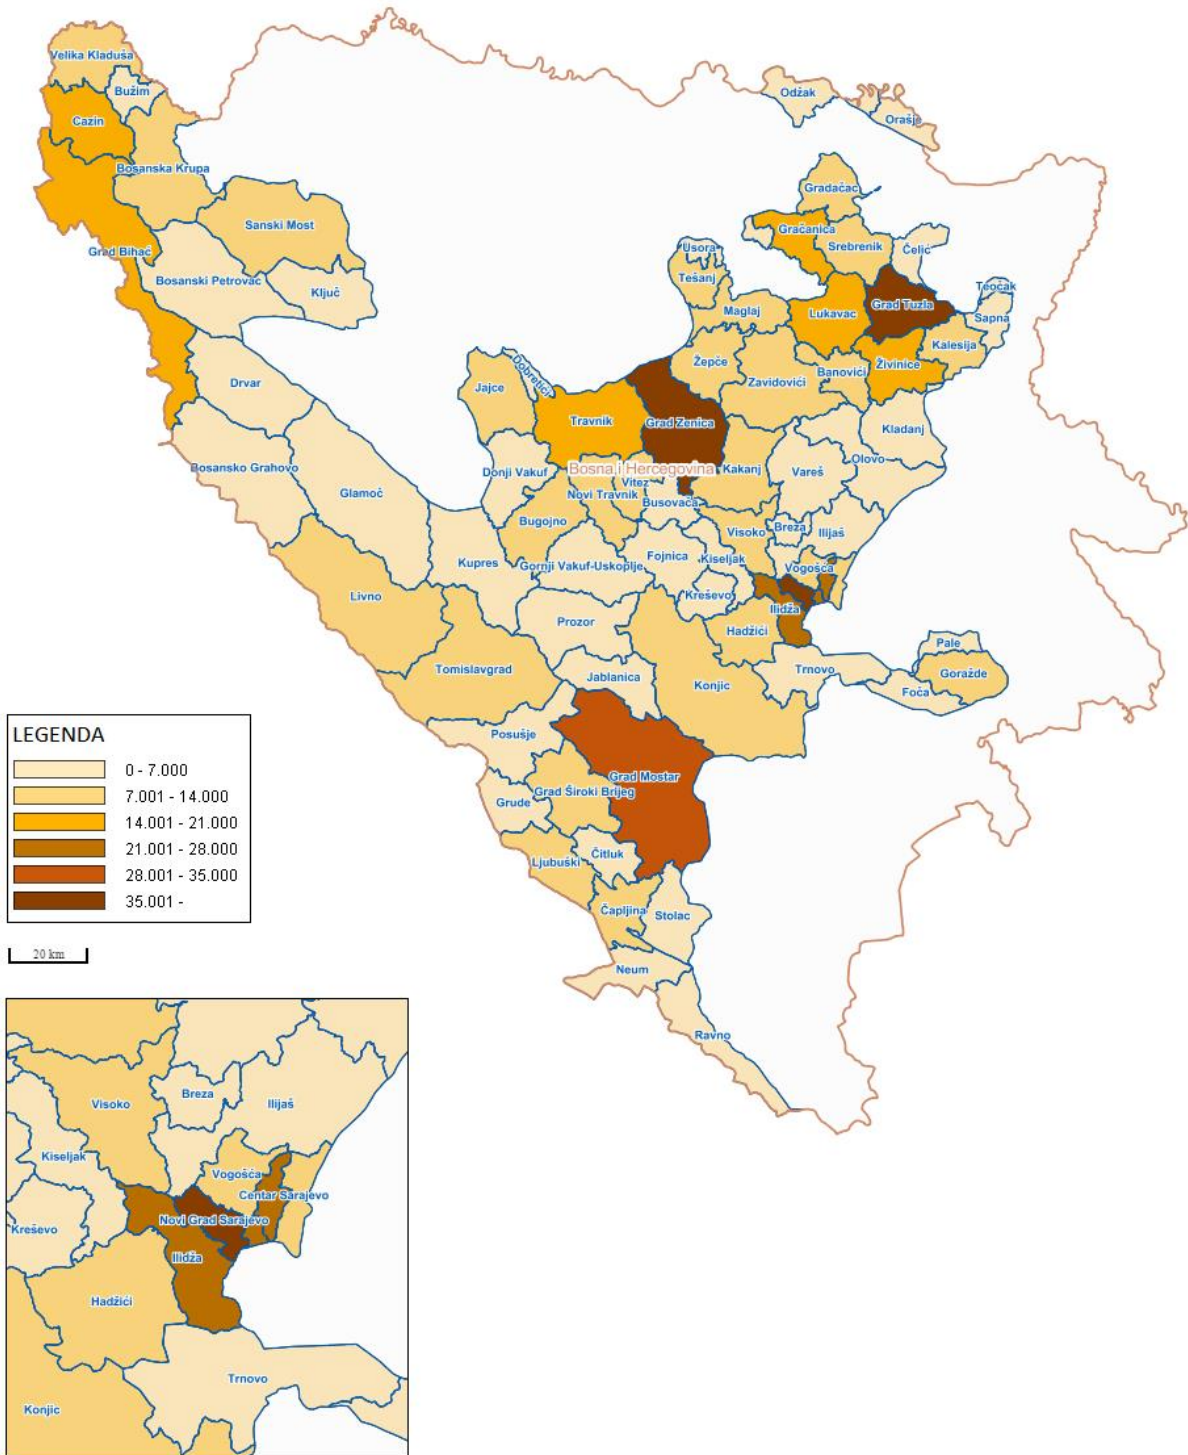 Velika Kladuša
Bužim
Cazin
Bosanska Krupa
Sanski Most
Grad Bihać
Bosanski Petrovac
Ključ
Odžak
Orašje
Gradačac
Gračanica
Srebrenik
Čelić
Usora
Tešanj
Maglaj
Lukavac
Grad Tuzla
Teočak
Sapna
Kalesija
Žepče
Zavidovići
Banovići
Živinice
Drvar
Jajce
Dobretići
Travnik
Grad Zenica
Kladanj
Bosansko Grahovo
Glamoč
Donji Vakuf
Bosna i Hercegovina
Kakanj
Vareš
Olovo
Vitez
Novi Travnik
Busovača
Bugojno
Visoko
Breza
Ilijaš
Kupres
Gornji Vakuf-Uskoplje
Fojnica
Kiseljak
Vogošća
Livno
Kreševo
Ilidža
Prozor
Hadžići
Pale
Tomislavgrad
Jablanica
Konjic
Trnovo
Goražde
Foča
Posušje
Grad Mostar
Grude
Grad Široki Brijeg
Ljubuški
Čitluk
Čapljina
Stolac
Neum
Ravno
LEGENDA
0 - 7.000
7.001 - 14.000
14.001 - 21.000
21.001 - 28.000
28.001 - 35.000
35.001 -
20 km
Breza
Visoko
Ilijaš
Kiseljak
Vogošća
Centar Sarajevo
Novi Grad Sarajevo
Kreševo
Ilidža
Hadžići
Trnovo
Konjic